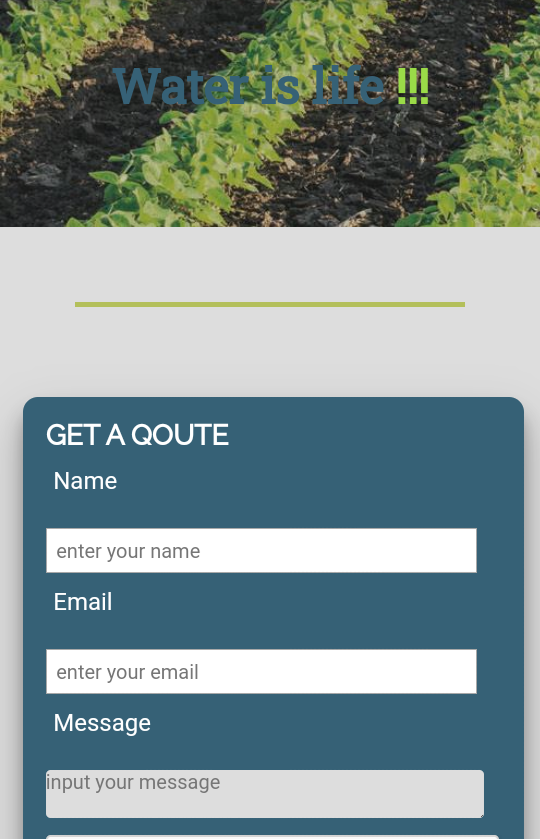 Water is life !!!
GET A QOUTE
Name
enter your name
Email
enter your email
Message
input your message